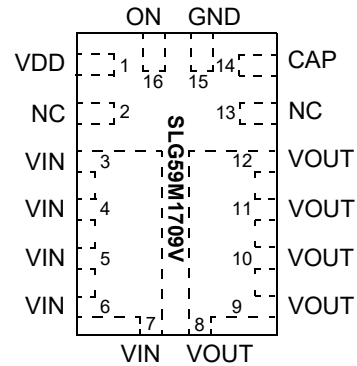 ON GND
VDD 1 16 15 14 CAP
NC 2 13 NC
VIN 3 12 VOUT
VIN 4 11 VOUT
VIN 5 10 VOUT
VIN 6 9 VOUT
7 8
VIN VOUT
SLG59M1709V